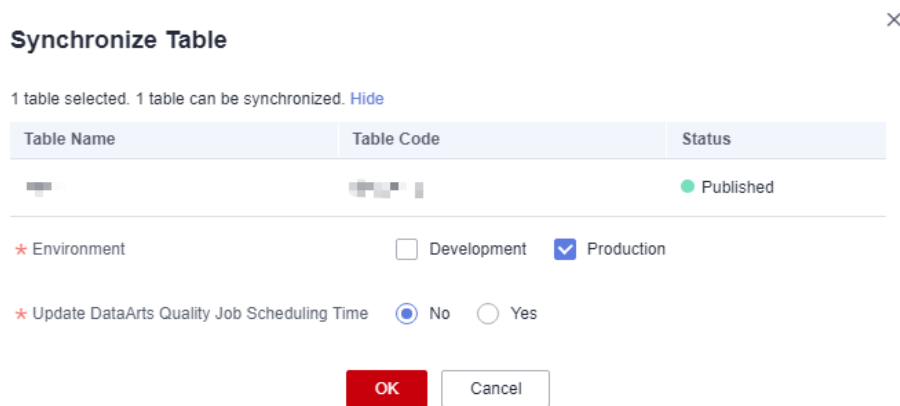 Synchronize Table
1 table selected. 1 table can be synchronized. Hide
Table Name Table Code Status
Published
* Environment Development Production
* Update DataArts Quality Job Scheduling Time No Yes
OK Cancel